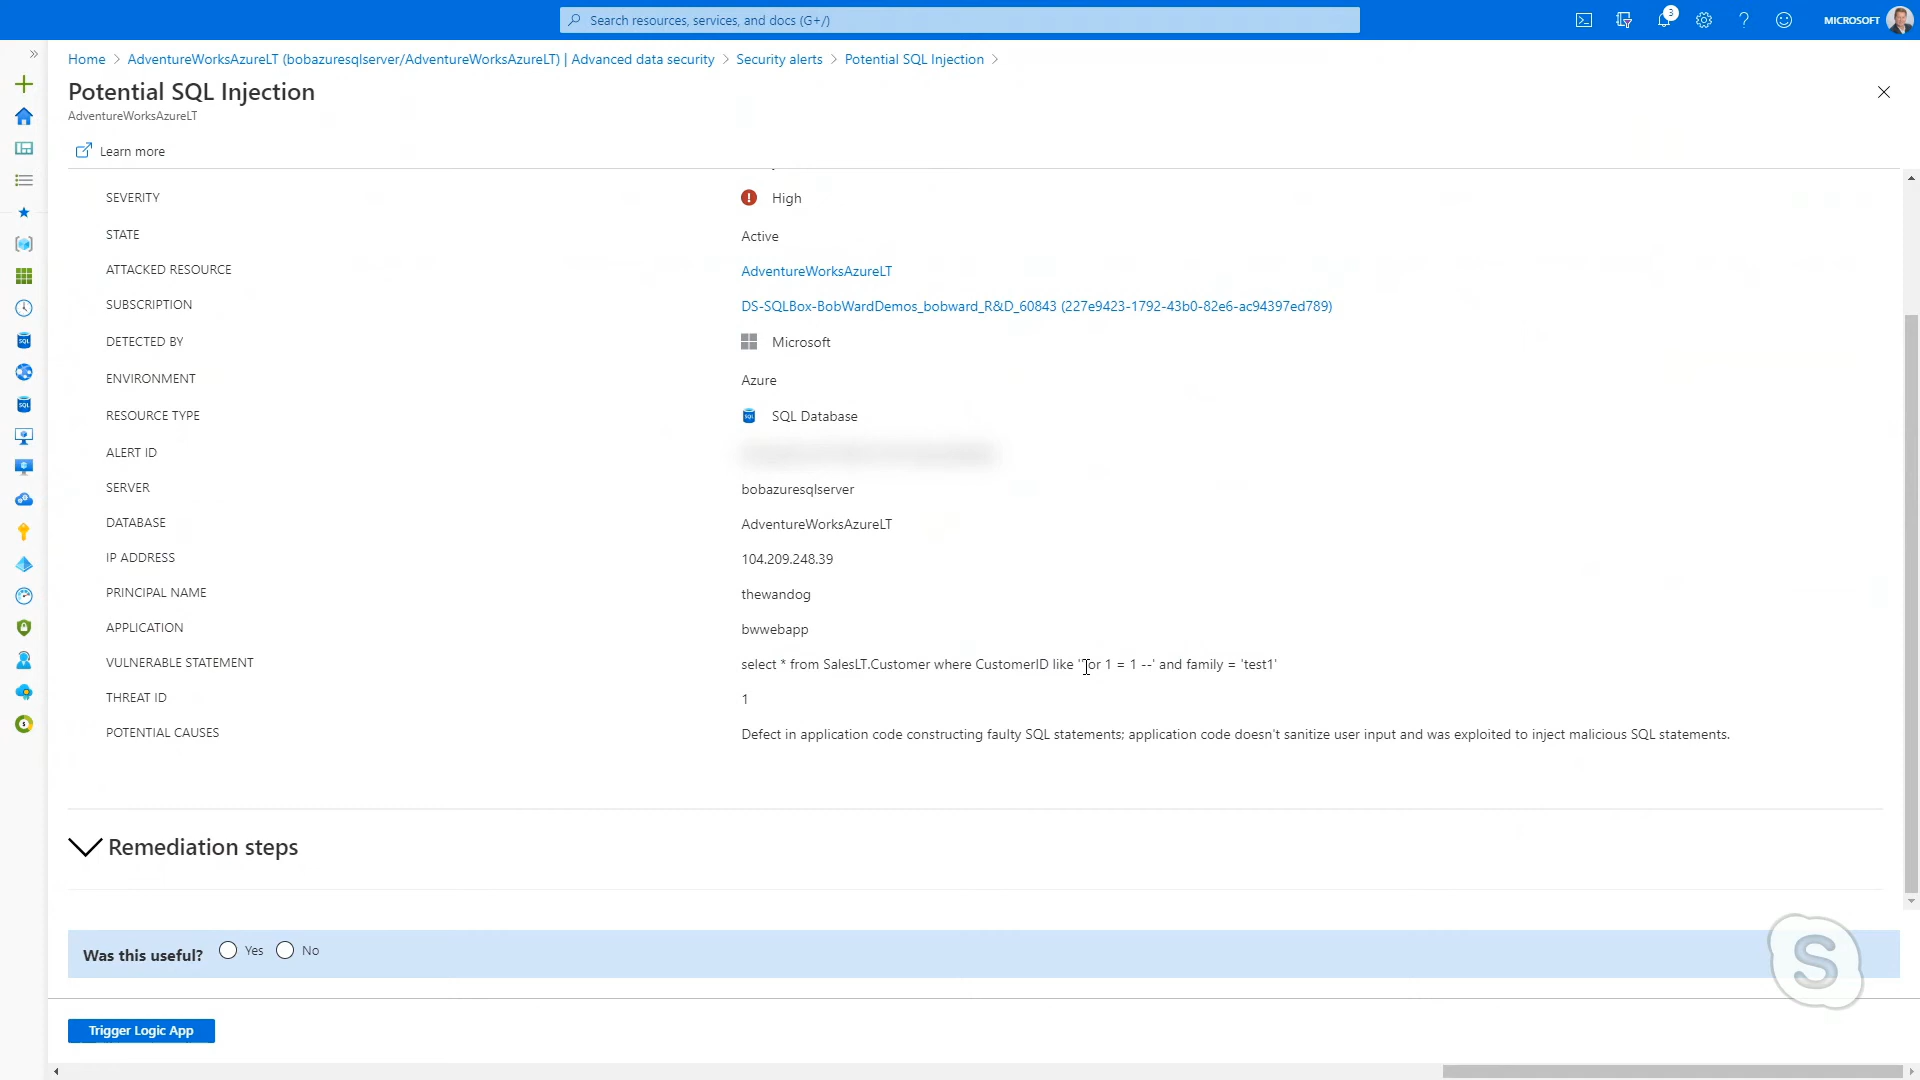 Search resources, services, and docs (G+/)
3
MICROSOFT
Home > AdventureWorksAzureLT (bobazuresqlserver/AdventureWorksAzureLT) | Advanced data security > Security alerts > Potential SQL Injection >
Potential SQL Injection
AdventureWorksAzureLT
Learn more
SEVERITY High
STATE Active
ATTACKED RESOURCE AdventureWorksAzureLT
SUBSCRIPTION DS-SQLBox-BobWardDemos_bobward_R&D_60843 (227e9423-1792-43b0-82e6-ac94397ed789)
DETECTED BY Microsoft
ENVIRONMENT Azure
RESOURCE TYPE SQL Database
ALERT ID
SERVER bobazuresqlserver
DATABASE AdventureWorksAzureLT
IP ADDRESS 104.209.248.39
PRINCIPAL NAME thewandog
APPLICATION bwwebapp
VULNERABLE STATEMENT select * from SalesLT.Customer where CustomerID like '' or 1 = 1 --' and family = 'test1'
THREAT ID 1
POTENTIAL CAUSES Defect in application code constructing faulty SQL statements; application code doesn't sanitize user input and was exploited to inject malicious SQL statements.
Remediation steps
Was this useful? Yes No
Trigger Logic App